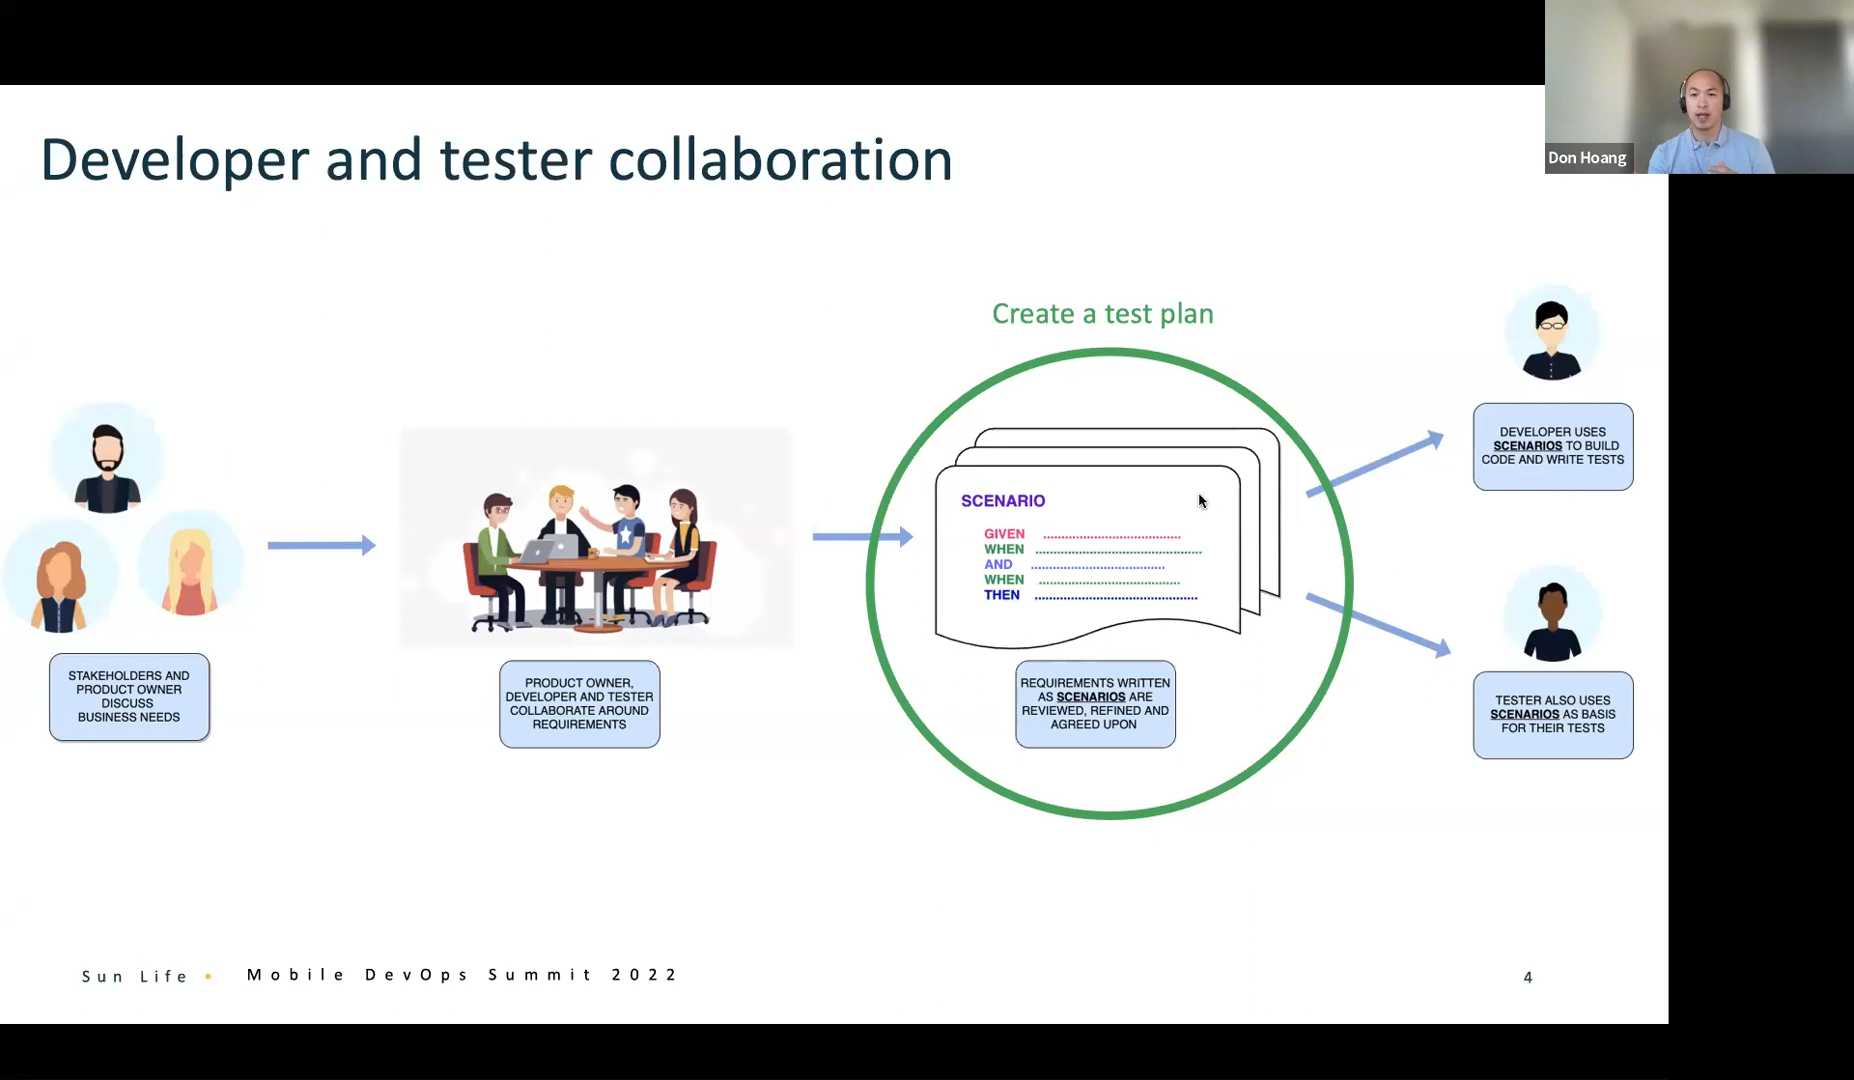 Don Hoang
Developer and tester collaboration
Create a test plan
STAKEHOLDERS AND
PRODUCT OWNER
DISCUSS
BUSINESS NEEDS
PRODUCT OWNER,
DEVELOPER AND TESTER
COLLABORATE AROUND
REQUIREMENTS
SCENARIO
GIVEN ................................
WHEN ................................
AND ................................
WHEN ................................
THEN ................................
REQUIREMENTS WRITTEN
AS SCENARIOS ARE
REVIEWED, REFINED AND
AGREED UPON
DEVELOPER USES
SCENARIOS TO BUILD
CODE AND WRITE TESTS
TESTER ALSO USES
SCENARIOS AS BASIS
FOR THEIR TESTS
Sun Life • Mobile DevOps Summit 2022
4